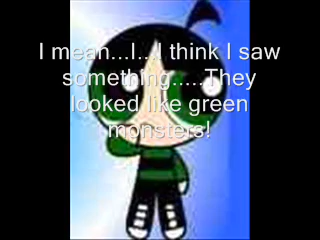 I mean...I...I think I saw
something.....They
looked like green
monsters!